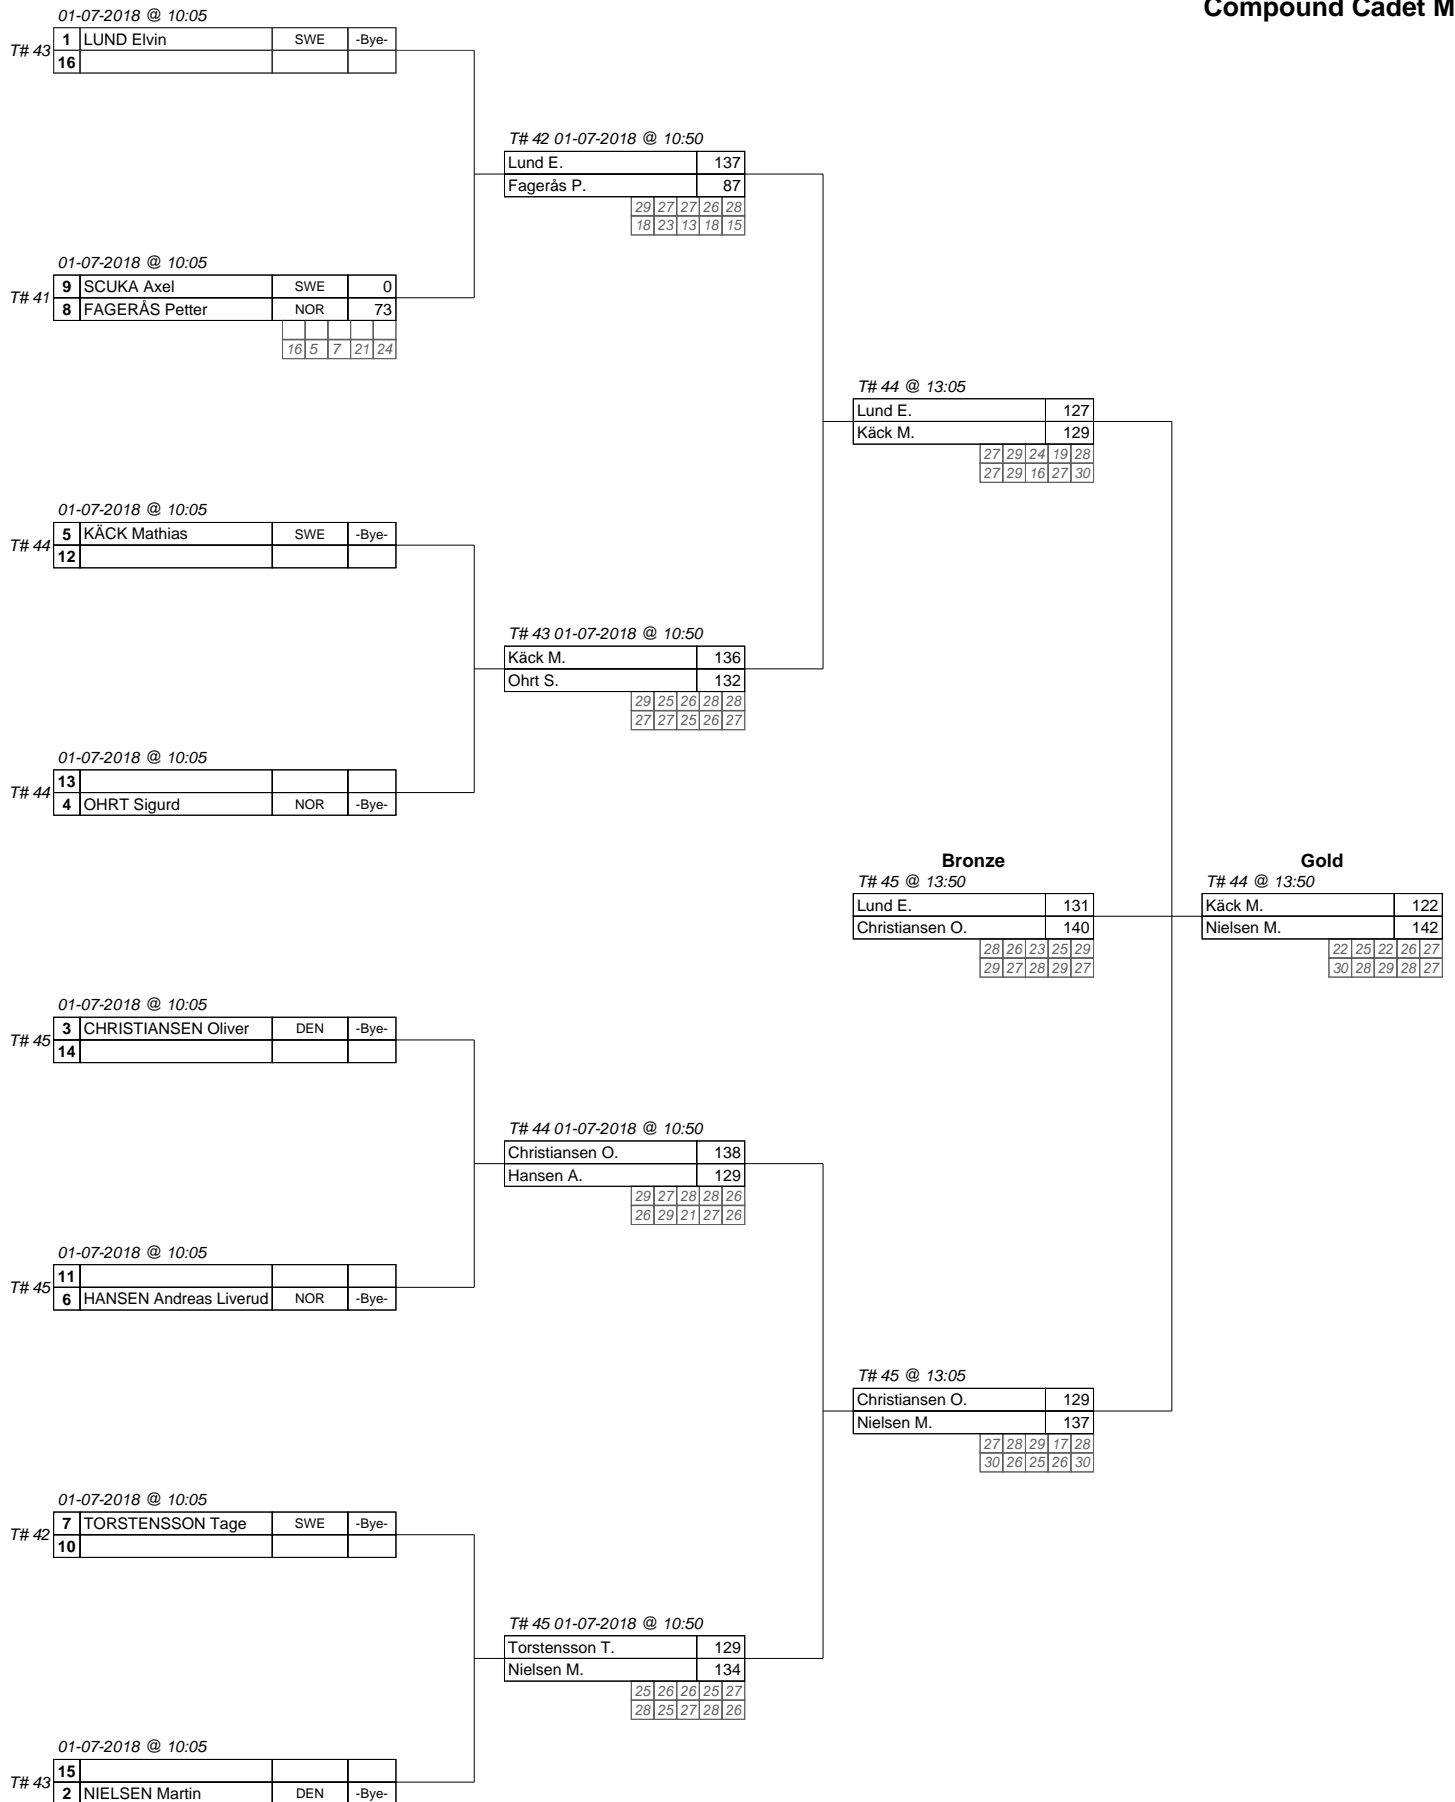 Compound Cadet M
01-07-2018 @ 10:05
T# 43
1 LUND Elvin SWE -Bye-
16
T# 42 01-07-2018 @ 10:50
Lund E. 137
Fagerås P. 87
29 27 27 26 28
18 23 13 18 15
01-07-2018 @ 10:05
T# 41
9 SCUKA Axel SWE 0
8 FAGERÅS Petter NOR 73
16 5 7 21 24
T# 44 @ 13:05
Lund E. 127
Käck M. 129
27 29 24 19 28
27 29 16 27 30
01-07-2018 @ 10:05
T# 44
5 KÄCK Mathias SWE -Bye-
12
T# 43 01-07-2018 @ 10:50
Käck M. 136
Ohrt S. 132
29 25 26 28 28
27 27 25 26 27
01-07-2018 @ 10:05
T# 44
13
4 OHRT Sigurd NOR -Bye-
Bronze
T# 45 @ 13:50
Lund E. 131
Christiansen O. 140
28 26 23 25 29
29 27 28 29 27
Gold
T# 44 @ 13:50
Käck M. 122
Nielsen M. 142
22 25 22 26 27
30 28 29 28 27
01-07-2018 @ 10:05
T# 45
3 CHRISTIANSEN Oliver DEN -Bye-
14
T# 44 01-07-2018 @ 10:50
Christiansen O. 138
Hansen A. 129
29 27 28 28 26
26 29 21 27 26
01-07-2018 @ 10:05
T# 45
11
6 HANSEN Andreas Liverud NOR -Bye-
T# 45 @ 13:05
Christiansen O. 129
Nielsen M. 137
27 28 29 17 28
30 26 25 26 30
01-07-2018 @ 10:05
T# 42
7 TORSTENSSON Tage SWE -Bye-
10
T# 45 01-07-2018 @ 10:50
Torstensson T. 129
Nielsen M. 134
25 26 26 25 27
28 25 27 28 26
01-07-2018 @ 10:05
T# 43
15
2 NIELSEN Martin DEN -Bye-